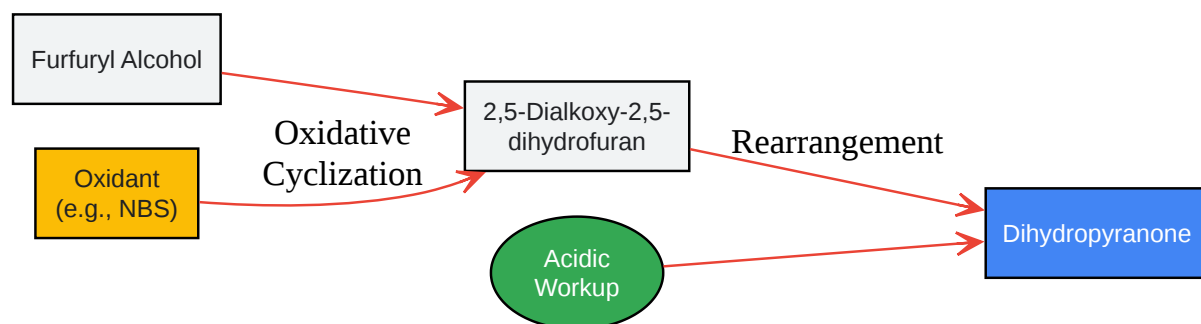 Furfuryl Alcohol
Oxidant
(e.g., NBS)
Oxidative
Cyclization
2,5-Dialkoxy-2,5-
dihydrofuran
Rearrangement
Acidic
Workup
Dihydropyranone